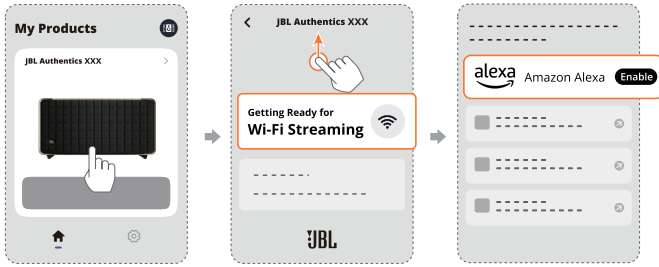 My Products
JBL
JBL Authentics XXX
JBL Authentics XXX
Getting Ready for
Wi-Fi Streaming
JBL
alexa
Amazon Alexa
Enable